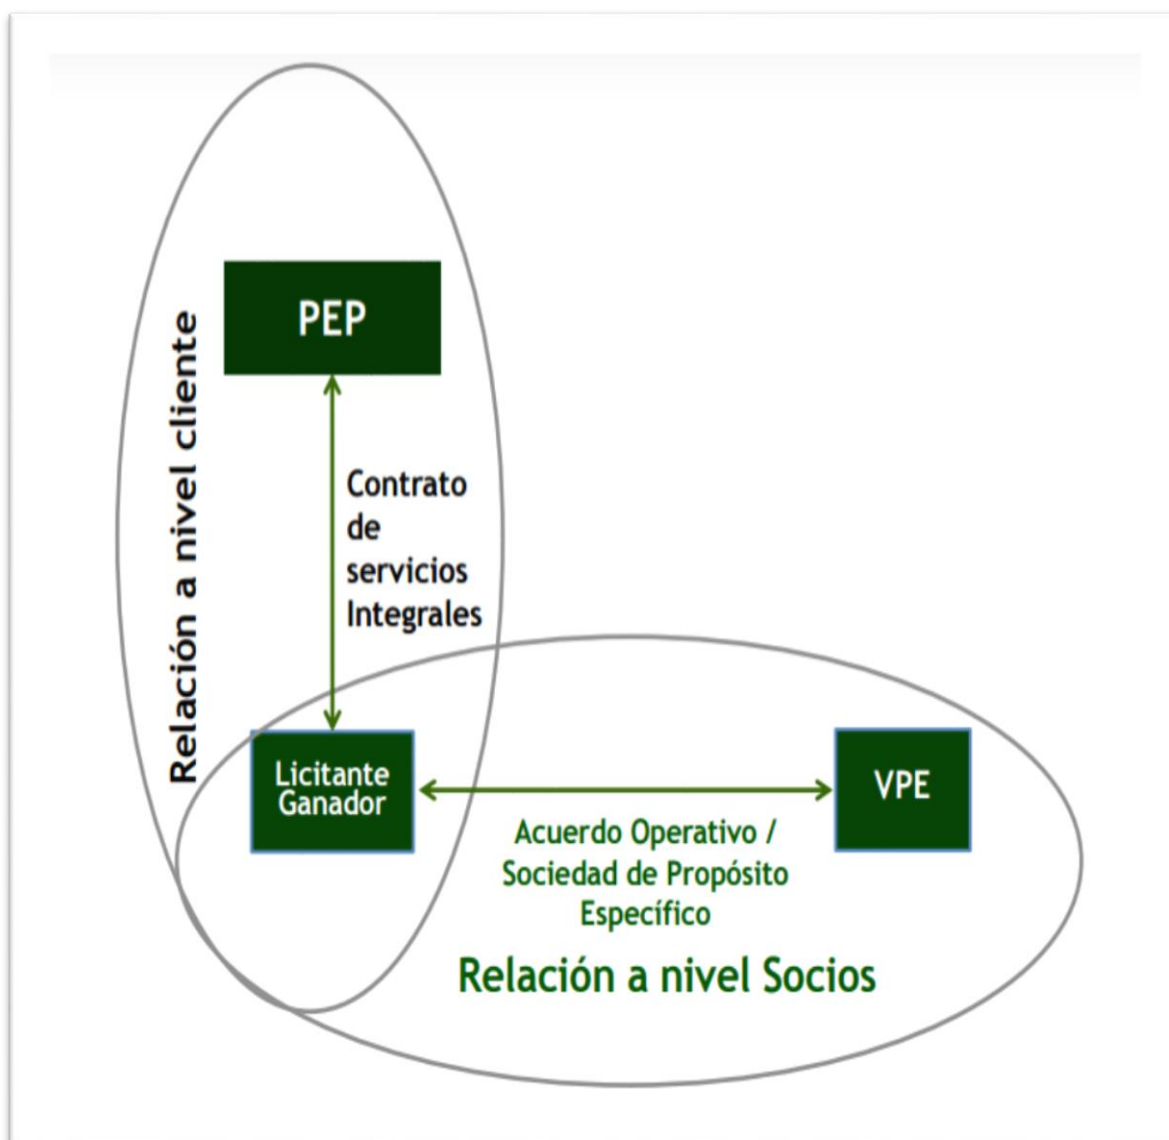 PEP
Relación a nivel cliente
Contrato
de
servicios
Integrales
Licitante
Ganador
VPE
Acuerdo Operativo /
Sociedad de Propósito
Específico
Relación a nivel Socios